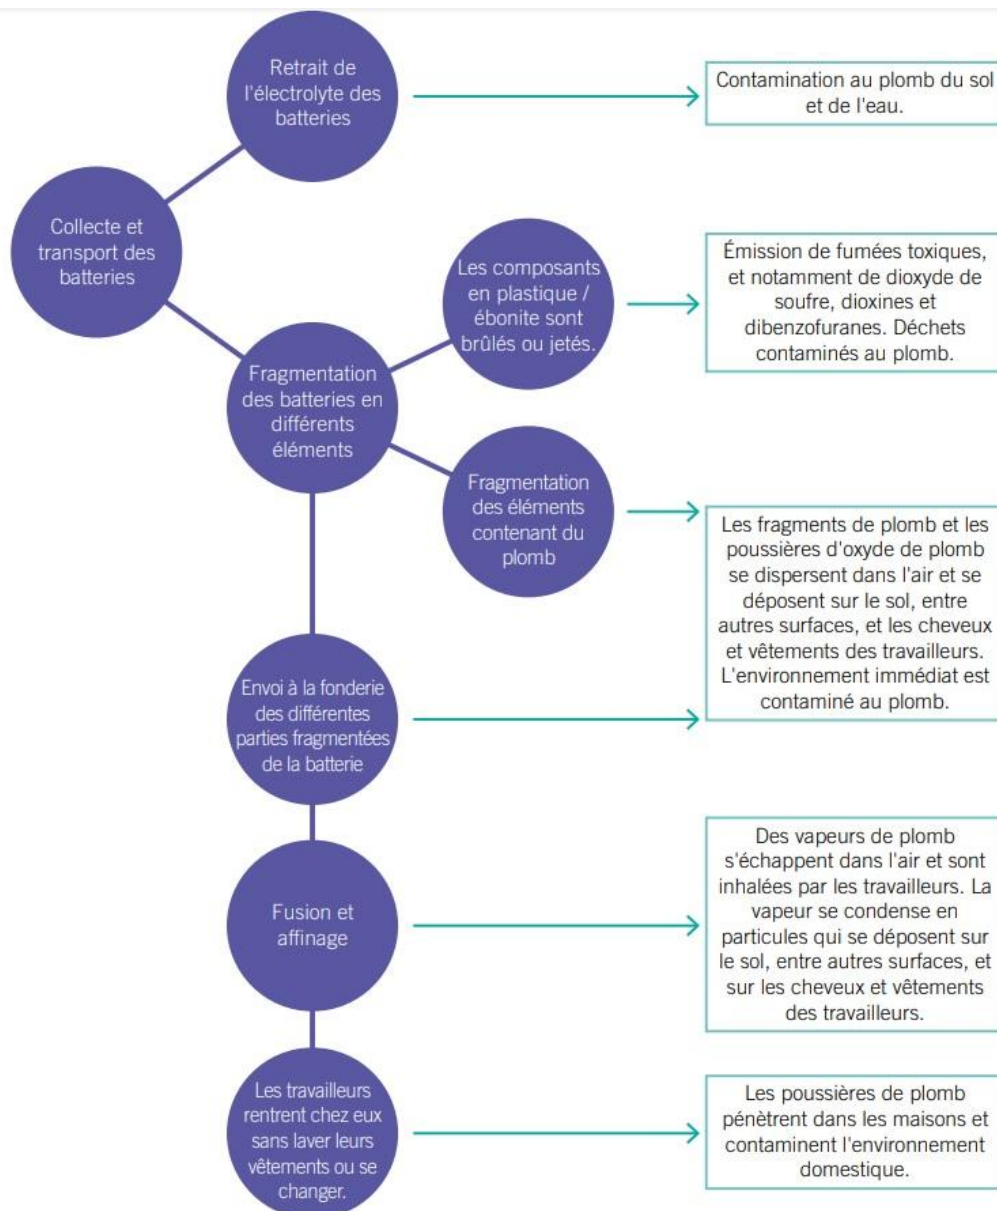 Retrait de
l'électrolyte des
batteries
Contamination au plomb du sol
et de l'eau.
Collecte et
transport des
batteries
Les composants
en plastique /
ébonite sont
brûlés ou jetés.
Émission de fumées toxiques,
et notamment de dioxyde de
soufre, dioxines et
dibenzofuranes. Déchets
contaminés au plomb.
Fragmentation
des batteries en
différents
éléments
Fragmentation
des éléments
contenant du
plomb
Les fragments de plomb et les
poussières d'oxyde de plomb
se dispersent dans l'air et se
déposent sur le sol, entre
autres surfaces, et les cheveux
et vêtements des travailleurs.
L'environnement immédiat est
contaminé au plomb.
Envoi à la fonderie
des différentes
parties fragmentées
de la batterie
Fusion et
affinage
Des vapeurs de plomb
s'échappent dans l'air et sont
inhalées par les travailleurs. La
vapeur se condense en
particules qui se déposent sur
le sol, entre autres surfaces, et
sur les cheveux et vêtements
des travailleurs.
Les travailleurs
rentrent chez eux
sans laver leurs
vêtements ou se
changer.
Les poussières de plomb
pénètrent dans les maisons et
contaminent l'environnement
domestique.